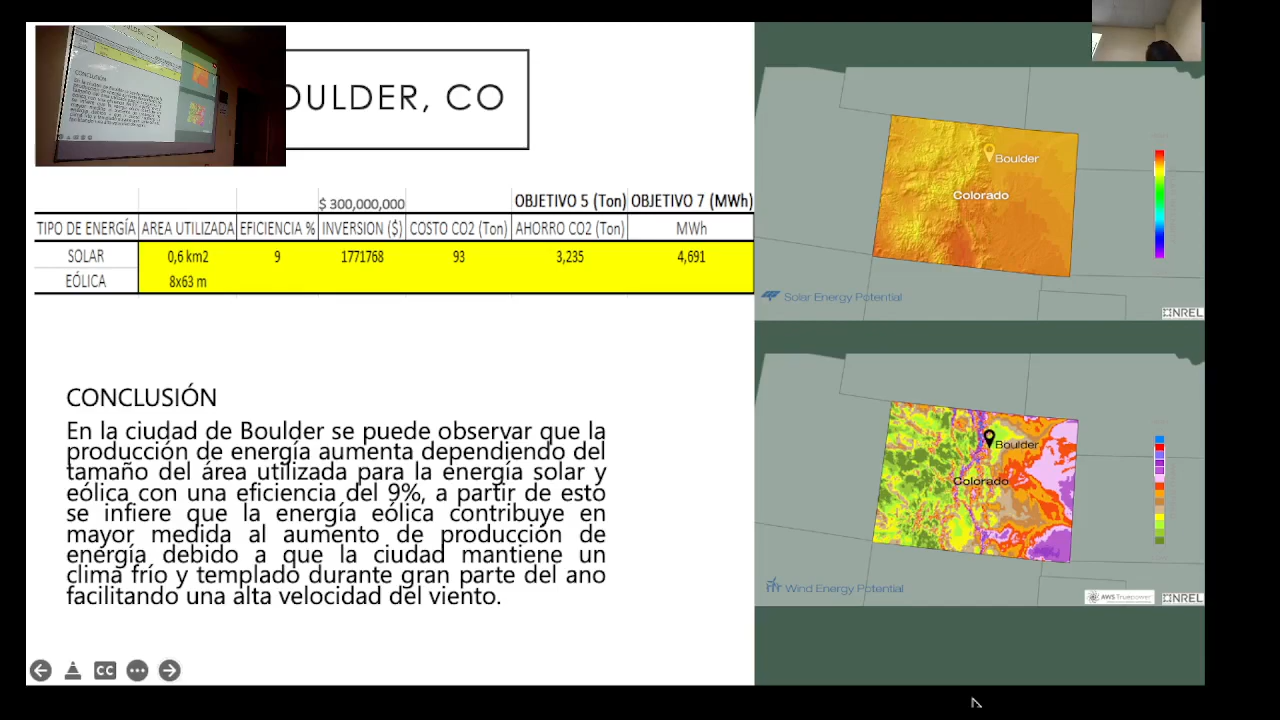 OULDER, CO
$ 300,000,000 OBJETIVO 5 (Ton) OBJETIVO 7 (MWh)
TIPO DE ENERGÍA AREA UTILIZADA EFICIENCIA % INVERSION ($) COSTO CO2 (Ton) AHORRO CO2 (Ton) MWh
SOLAR 0,6 km2 9 1771768 93 3,235 4,691
EÓLICA 8x63 m
CONCLUSIÓN
En la ciudad de Boulder se puede observar que la
producción de energía aumenta dependiendo del
tamaño del área utilizada para la energía solar y
eólica con una eficiencia del 9%, a partir de esto
se infiere que la energía eólica contribuye en
mayor medida al aumento de producción de
energía debido a que la ciudad mantiene un
clima frío y templado durante gran parte del ano
facilitando una alta velocidad del viento.
CC
Boulder
Colorado
Solar Energy Potential
NREL
Boulder
Colorado
Wind Energy Potential
AWS Truepower
NREL
CONCLUSIÓN